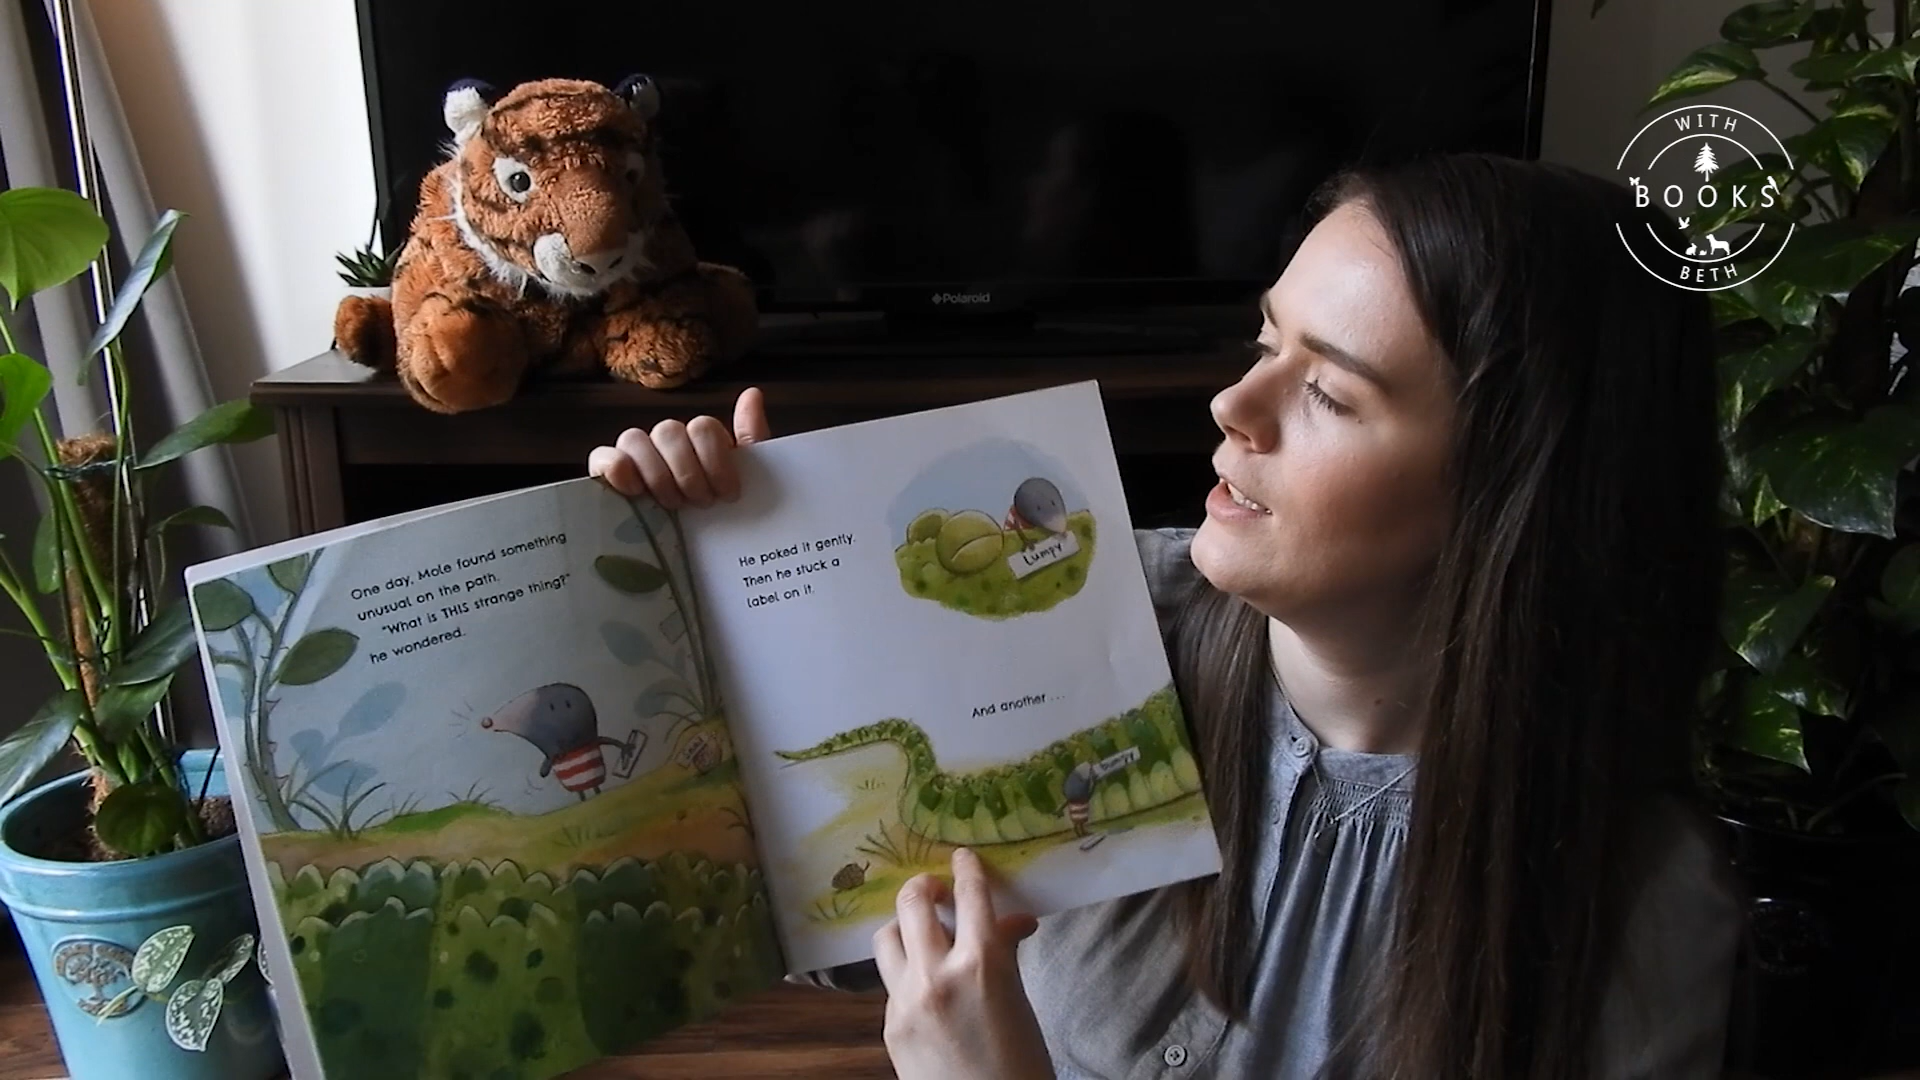 WITH
BOOKS
BETH
Polaroid
One day, Mole found something
unusual on the path.
"What is THIS strange thing?"
he wondered.
He poked it gently.
Then he stuck a
label on it.
Lumpy
And another . . .
Bumpy